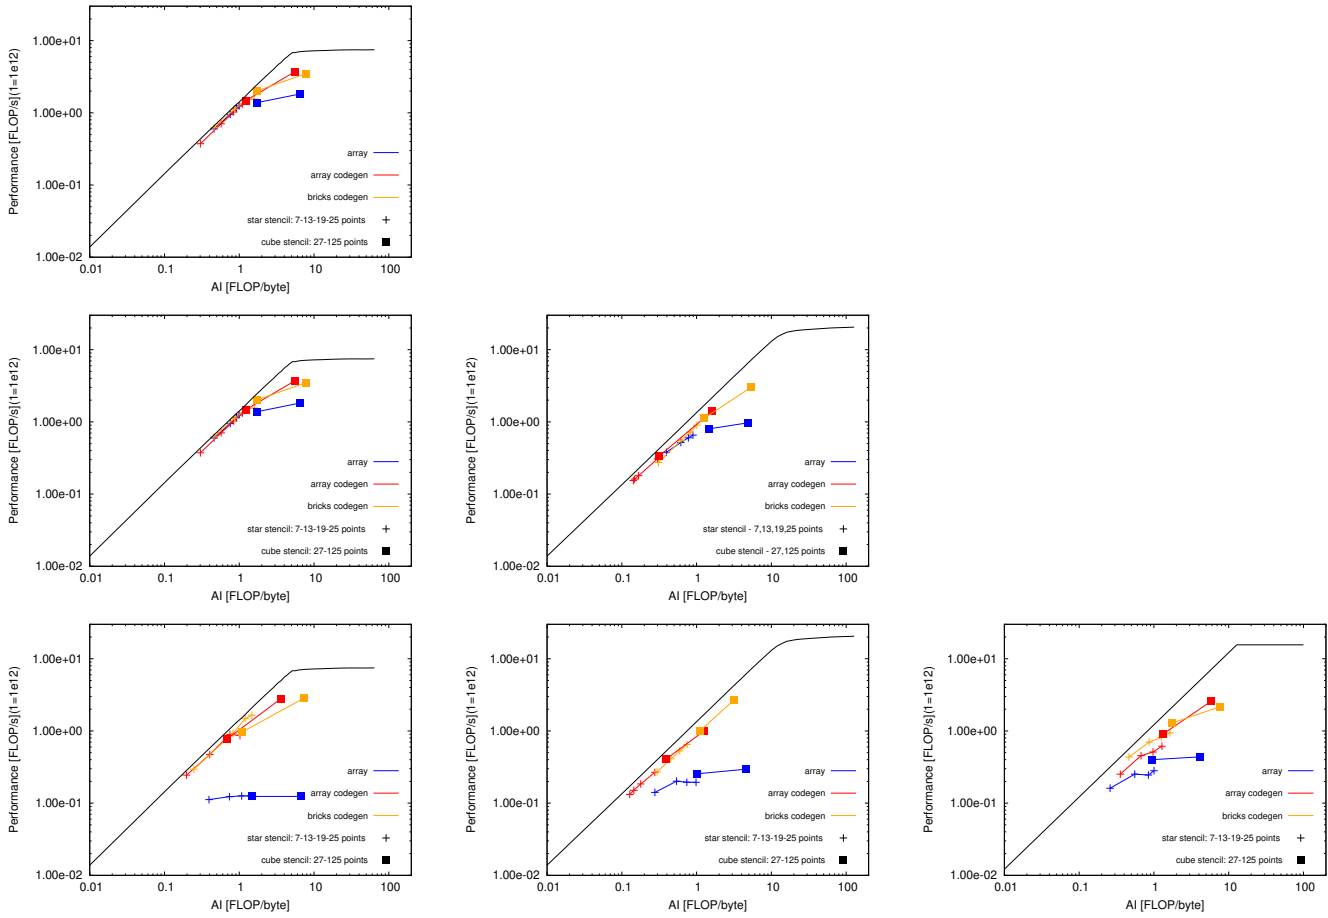 1.00e+01
1.00e+00
1.00e-01
1.00e-02
Performance [FLOP/s](1=1e12)
array
array codegen
bricks codegen
star stencil: 7-13-19-25 points
cube stencil: 27-125 points
0.01 0.1 1 10 100
AI [FLOP/byte]
1.00e+01
1.00e+00
1.00e-01
1.00e-02
Performance [FLOP/s](1=1e12)
array
array codegen
bricks codegen
star stencil: 7-13-19-25 points
cube stencil: 27-125 points
0.01 0.1 1 10 100
AI [FLOP/byte]
1.00e+01
1.00e+00
1.00e-01
1.00e-02
Performance [FLOP/s](1=1e12)
array
array codegen
bricks codegen
star stencil - 7,13,19,25 points
cube stencil - 27,125 points
0.01 0.1 1 10 100
AI [FLOP/byte]
1.00e+01
1.00e+00
1.00e-01
1.00e-02
Performance [FLOP/s](1=1e12)
array
array codegen
bricks codegen
star stencil: 7-13-19-25 points
cube stencil: 27-125 points
0.01 0.1 1 10 100
AI [FLOP/byte]
1.00e+01
1.00e+00
1.00e-01
1.00e-02
Performance [FLOP/s](1=1e12)
array
array codegen
bricks codegen
star stencil: 7-13-19-25 points
cube stencil: 27-125 points
0.01 0.1 1 10 100
AI [FLOP/byte]
1.00e+01
1.00e+00
1.00e-01
1.00e-02
Performance [FLOP/s](1=1e12)
array
array codegen
bricks codegen
star stencil: 7-13-19-25 points
cube stencil: 27-125 points
0.01 0.1 1 10 100
AI [FLOP/byte]